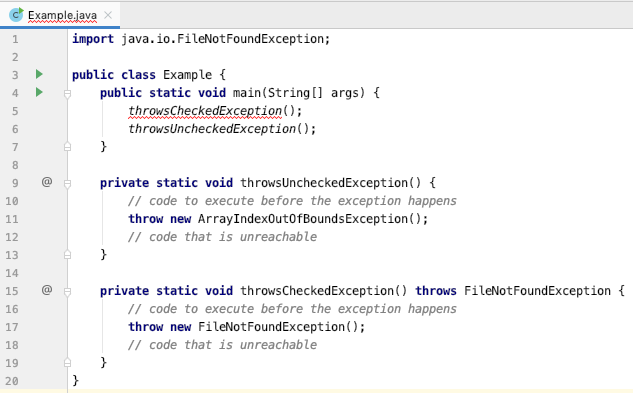 Example.java
1 import java.io.FileNotFoundException;
2
3 public class Example {
4 public static void main(String[] args) {
5 throwsCheckedException();
6 throwsUncheckedException();
7 }
8
9 @ private static void throwsUncheckedException() {
10 // code to execute before the exception happens
11 throw new ArrayIndexOutOfBoundsException();
12 // code that is unreachable
13 }
14
15 @ private static void throwsCheckedException() throws FileNotFoundException {
16 // code to execute before the exception happens
17 throw new FileNotFoundException();
18 // code that is unreachable
19 }
20 }